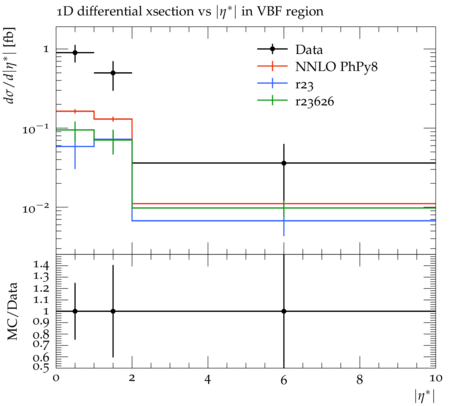 1D differential xsection vs |η*| in VBF region
dσ/d|η*| [fb]
1
10⁻¹
10⁻²
Data
NNLO PhPy8
r23
r23626
MC/Data
1.4
1.3
1.2
1.1
1
0.9
0.8
0.7
0.6
0.5
0 2 4 6 8 10
|η*|